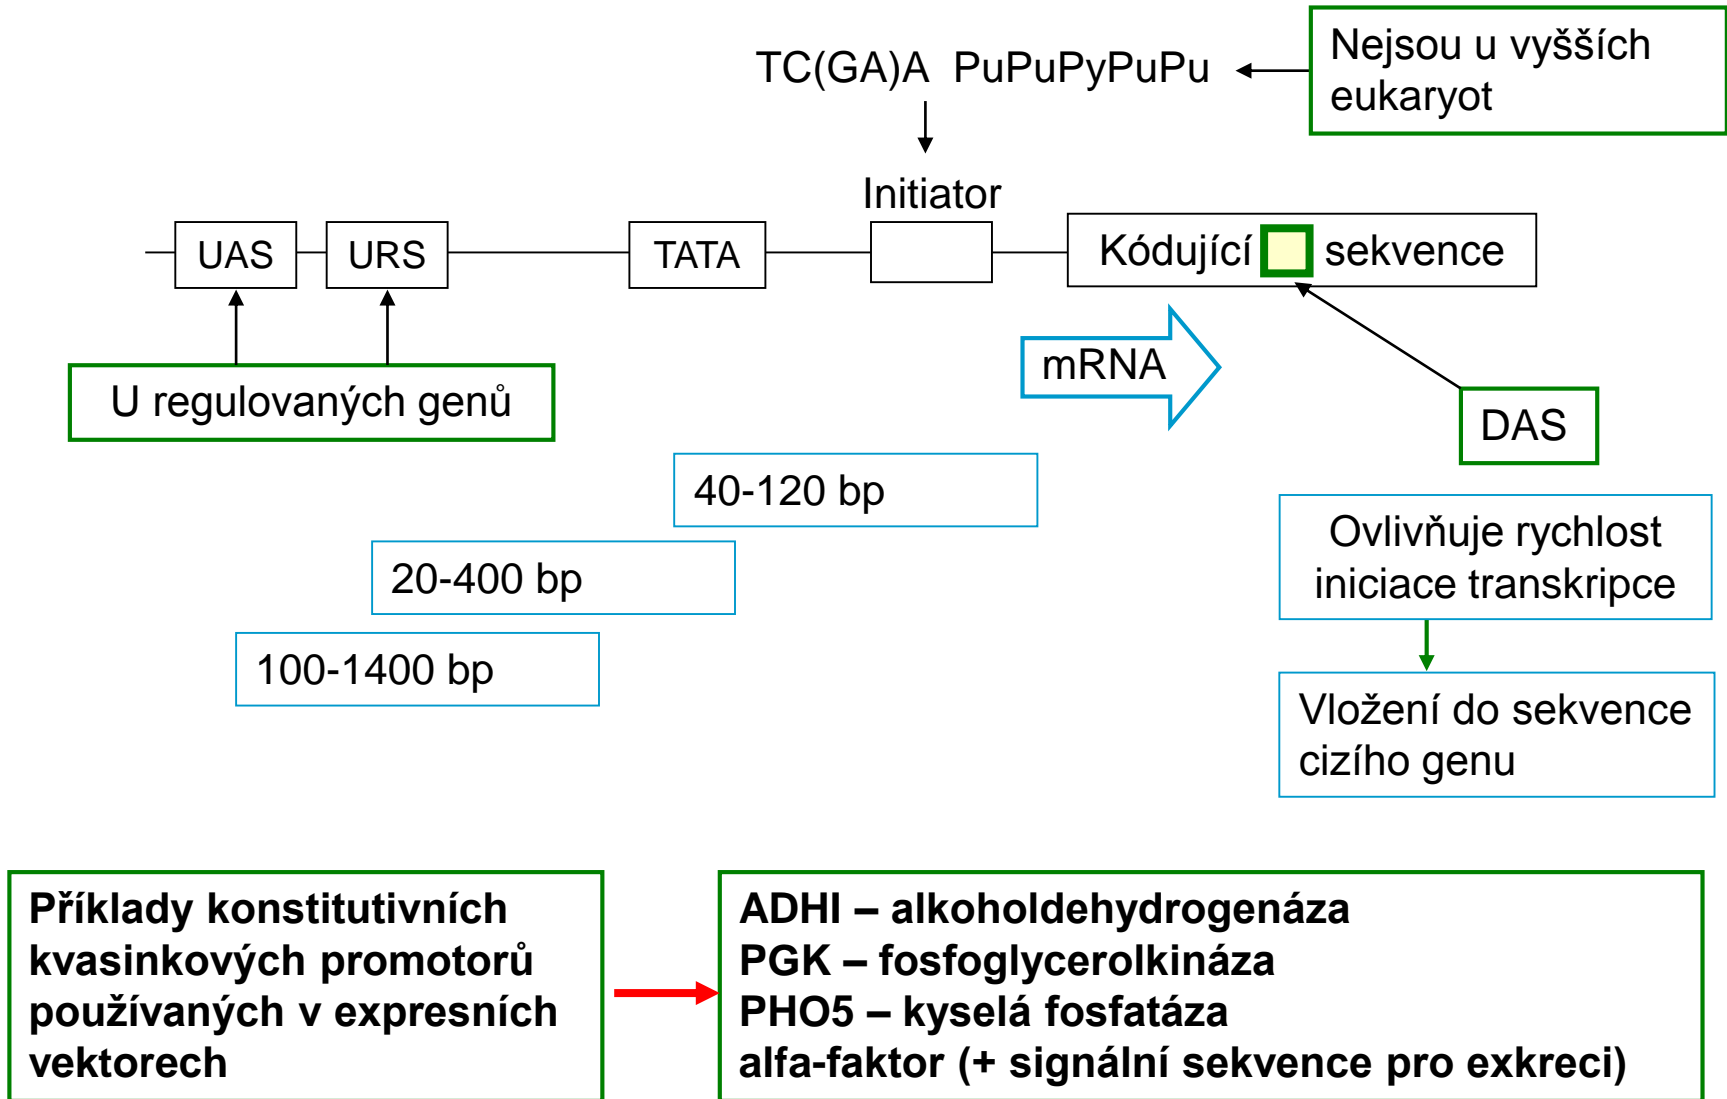 TC(GA)A PuPuPyPuPu
Nejsou u vyšších
eukaryot
Initiator
UAS
URS
TATA
Kódující sekvence
mRNA
U regulovaných genů
DAS
40-120 bp
20-400 bp
100-1400 bp
Ovlivňuje rychlost
iniciace transkripce
Vložení do sekvence
cizího genu
Příklady konstitutivních
kvasinkových promotorů
používaných v expresních
vektorech
ADHI – alkoholdehydrogenáza
PGK – fosfoglycerolkináza
PHO5 – kyselá fosfatáza
alfa-faktor (+ signální sekvence pro exkreci)